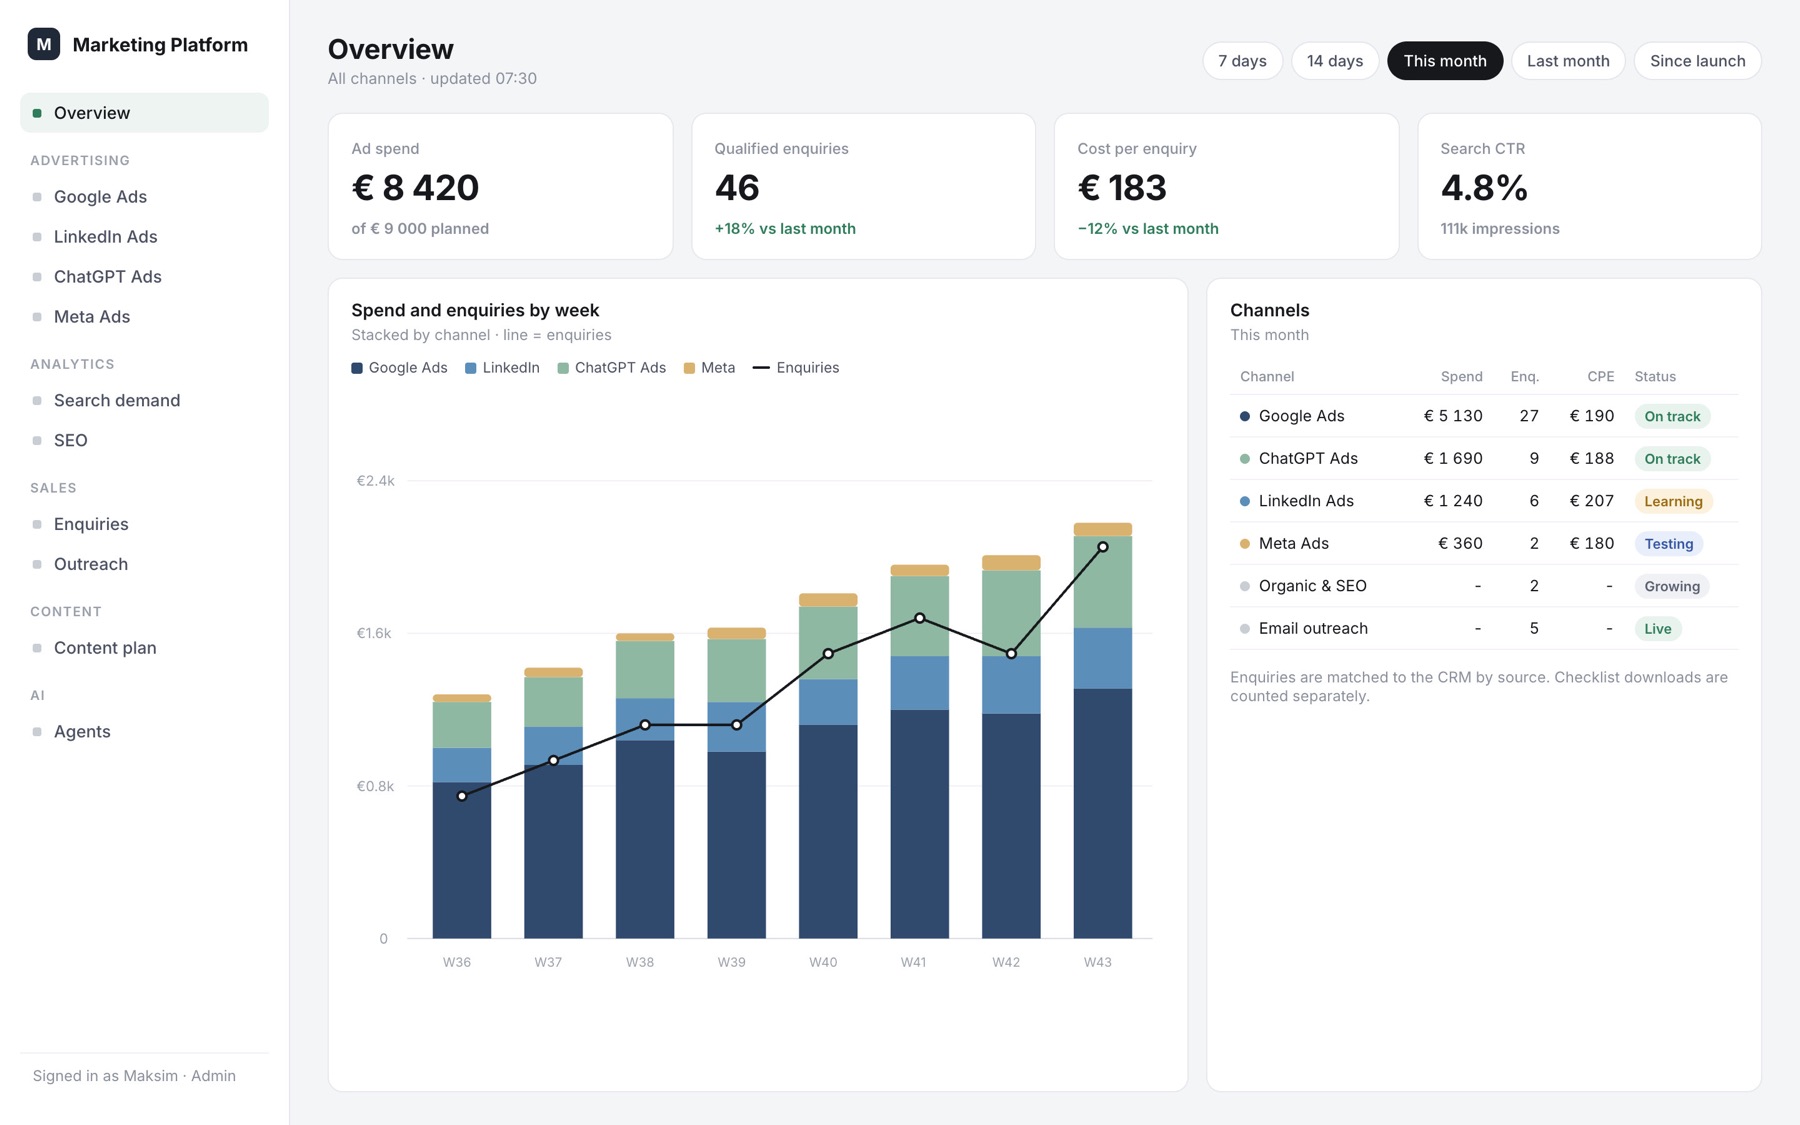 M Marketing Platform
Overview
ADVERTISING
Google Ads
LinkedIn Ads
ChatGPT Ads
Meta Ads
ANALYTICS
Search demand
SEO
SALES
Enquiries
Outreach
CONTENT
Content plan
AI
Agents
Signed in as Maksim · Admin
Overview
All channels · updated 07:30
7 days 14 days This month Last month Since launch
Ad spend
€ 8 420
of € 9 000 planned
Qualified enquiries
46
+18% vs last month
Cost per enquiry
€ 183
−12% vs last month
Search CTR
4.8%
111k impressions
Spend and enquiries by week
Stacked by channel · line = enquiries
Google Ads LinkedIn ChatGPT Ads Meta Enquiries
€2.4k
€1.6k
€0.8k
0
W36 W37 W38 W39 W40 W41 W42 W43
Channels
This month
Channel Spend Enq. CPE Status
Google Ads € 5 130 27 € 190 On track
ChatGPT Ads € 1 690 9 € 188 On track
LinkedIn Ads € 1 240 6 € 207 Learning
Meta Ads € 360 2 € 180 Testing
Organic & SEO - 2 - Growing
Email outreach - 5 - Live
Enquiries are matched to the CRM by source. Checklist downloads are
counted separately.